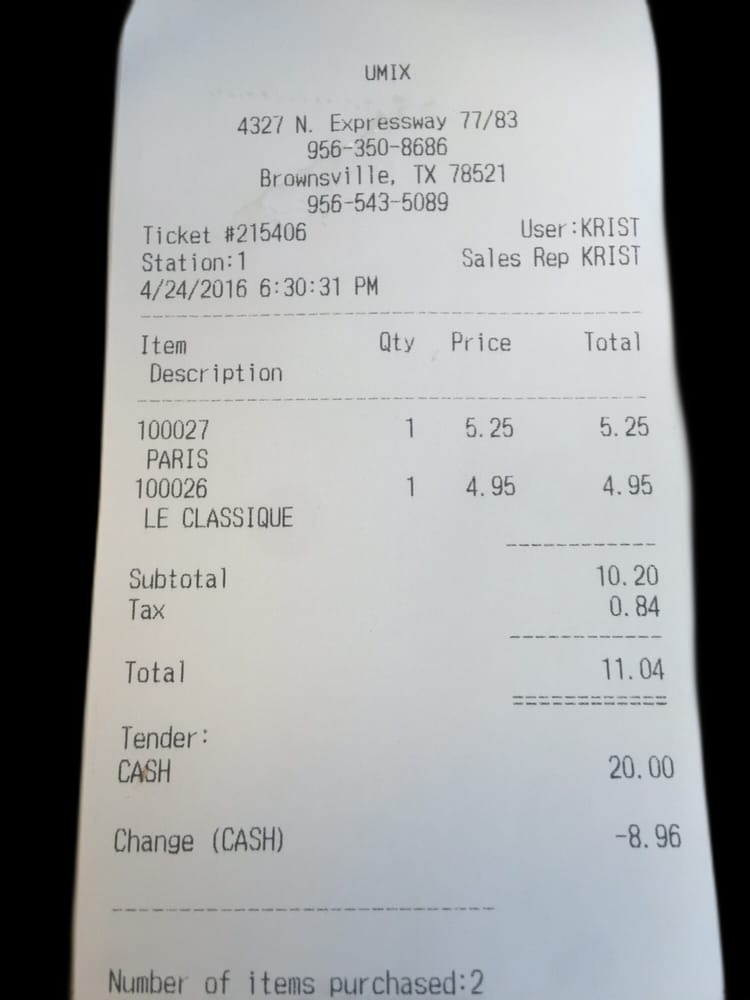 UMIX
4327 N. Expressway 77/83
956-350-8686
Brownsville, TX 78521
956-543-5089
Ticket #215406 User:KRIST
Station:1 Sales Rep KRIST
4/24/2016 6:30:31 PM
Item Qty Price Total
Description
100027 1 5.25 5.25
PARIS
100026 1 4.95 4.95
LE CLASSIQUE
Subtotal 10.20
Tax 0.84
Total 11.04
Tender:
CASH 20.00
Change (CASH) -8.96
Number of items purchased:2